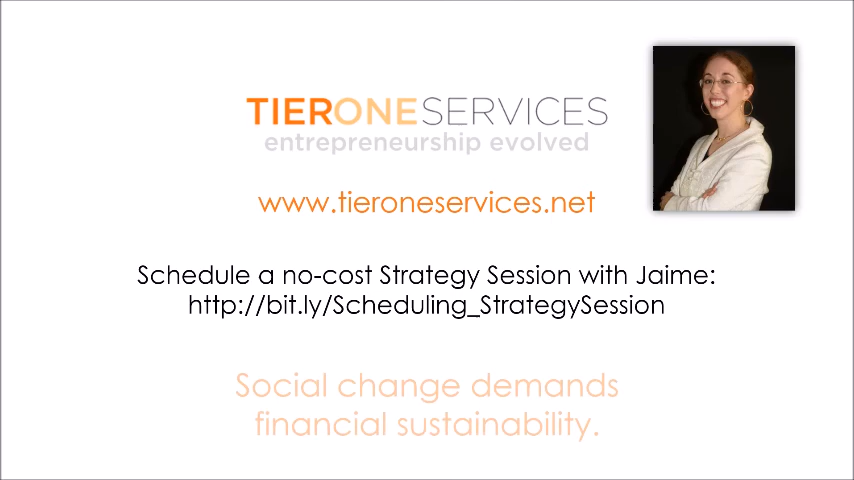 TIERONESERVICES
entrepreneurship evolved
www.tieroneservices.net
Schedule a no-cost Strategy Session with Jaime:
http://bit.ly/Scheduling_StrategySession
Social change demands
financial sustainability.